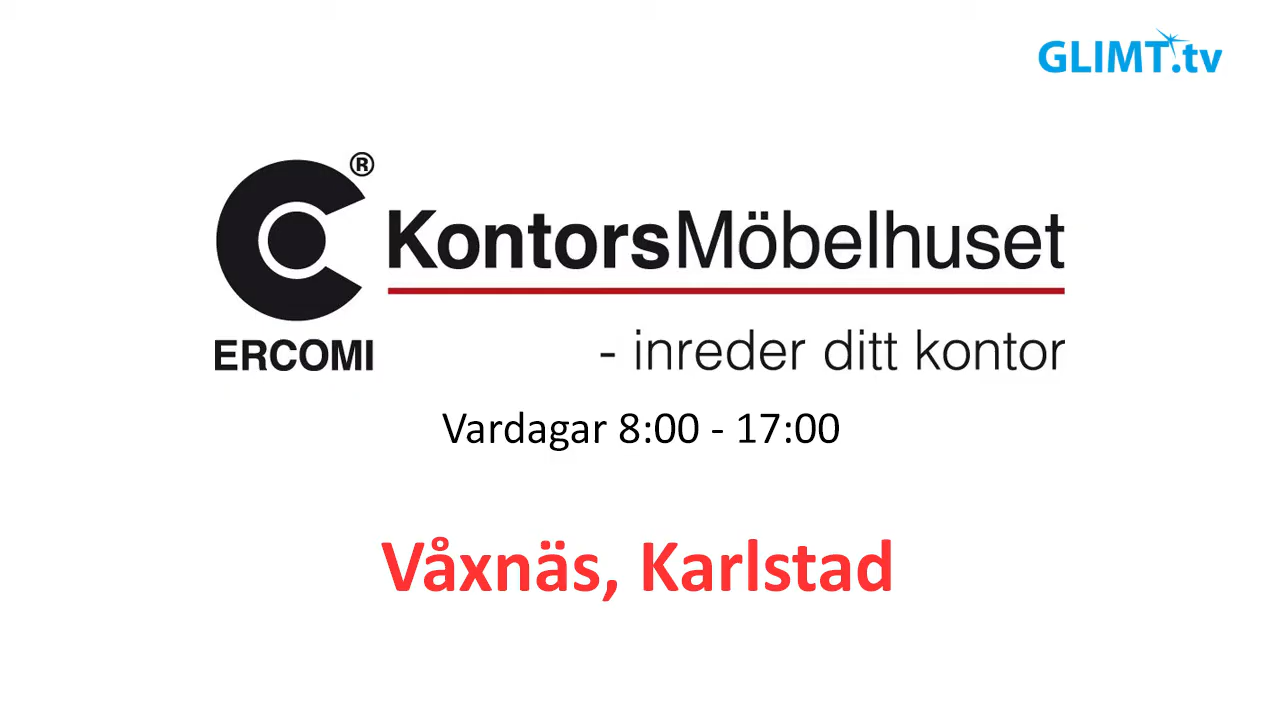 GLIMT.tv
®
KontorsMöbelhuset
ERCOMI
- inreder ditt kontor
Vardagar 8:00 - 17:00
Våxnäs, Karlstad